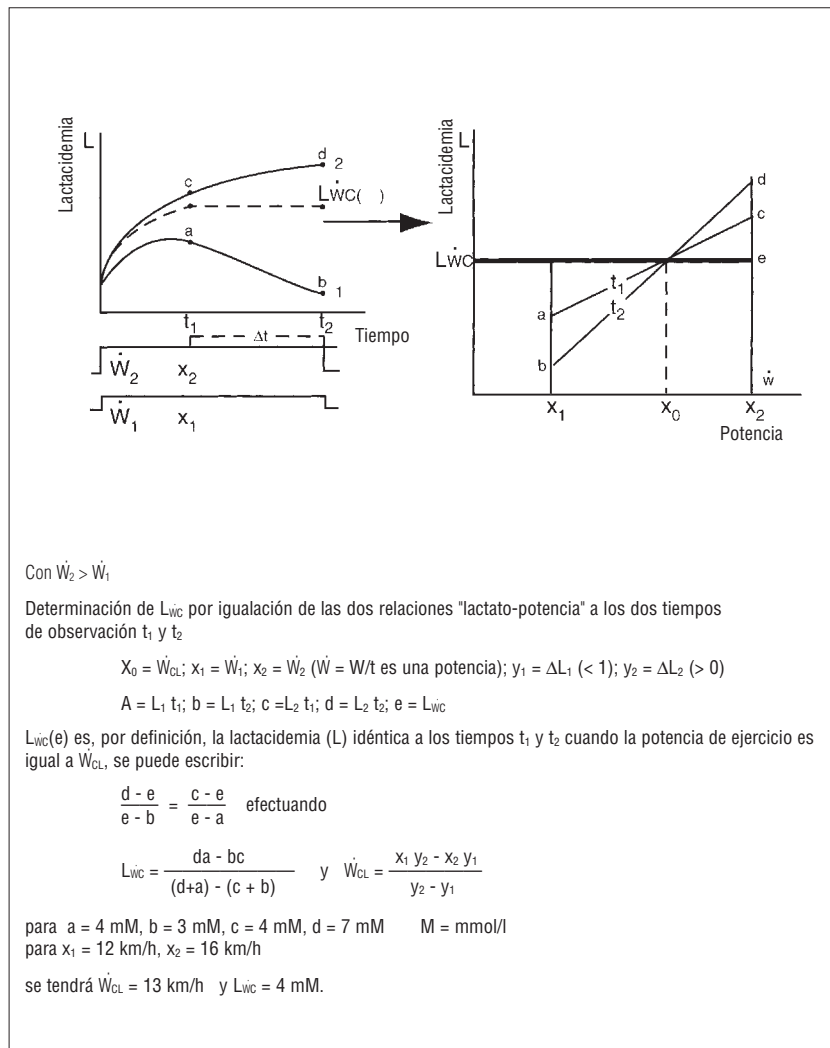 Lactacidemia
L
c
d
2
LẆC( )
a
b
1
t₁
t₂
Tiempo
Δt
Ẇ₂
x₂
Ẇ₁
x₁
Lactacidemia
L
d
c
LẆC
e
t₁
a
t₂
b
ẇ
x₁
x₀
x₂
Potencia
Con Ẇ₂ > Ẇ₁
Determinación de LẆC por igualación de las dos relaciones "lactato-potencia" a los dos tiempos
de observación t₁ y t₂
X₀ = ẆCL; x₁ = Ẇ₁; x₂ = Ẇ₂ (Ẇ = W/t es una potencia); y₁ = ΔL₁ (< 1); y₂ = ΔL₂ (> 0)
A = L₁ t₁; b = L₁ t₂; c =L₂ t₁; d = L₂ t₂; e = LẆC
LẆC(e) es, por definición, la lactacidemia (L) idéntica a los tiempos t₁ y t₂ cuando la potencia de ejercicio es
igual a ẆCL, se puede escribir:
d - e
e - b
=
c - e
e - a
efectuando
LẆC =
da - bc
(d+a) - (c + b)
y ẆCL =
x₁ y₂ - x₂ y₁
y₂ - y₁
para a = 4 mM, b = 3 mM, c = 4 mM, d = 7 mM M = mmol/l
para x₁ = 12 km/h, x₂ = 16 km/h
se tendrá ẆCL = 13 km/h y LẆC = 4 mM.